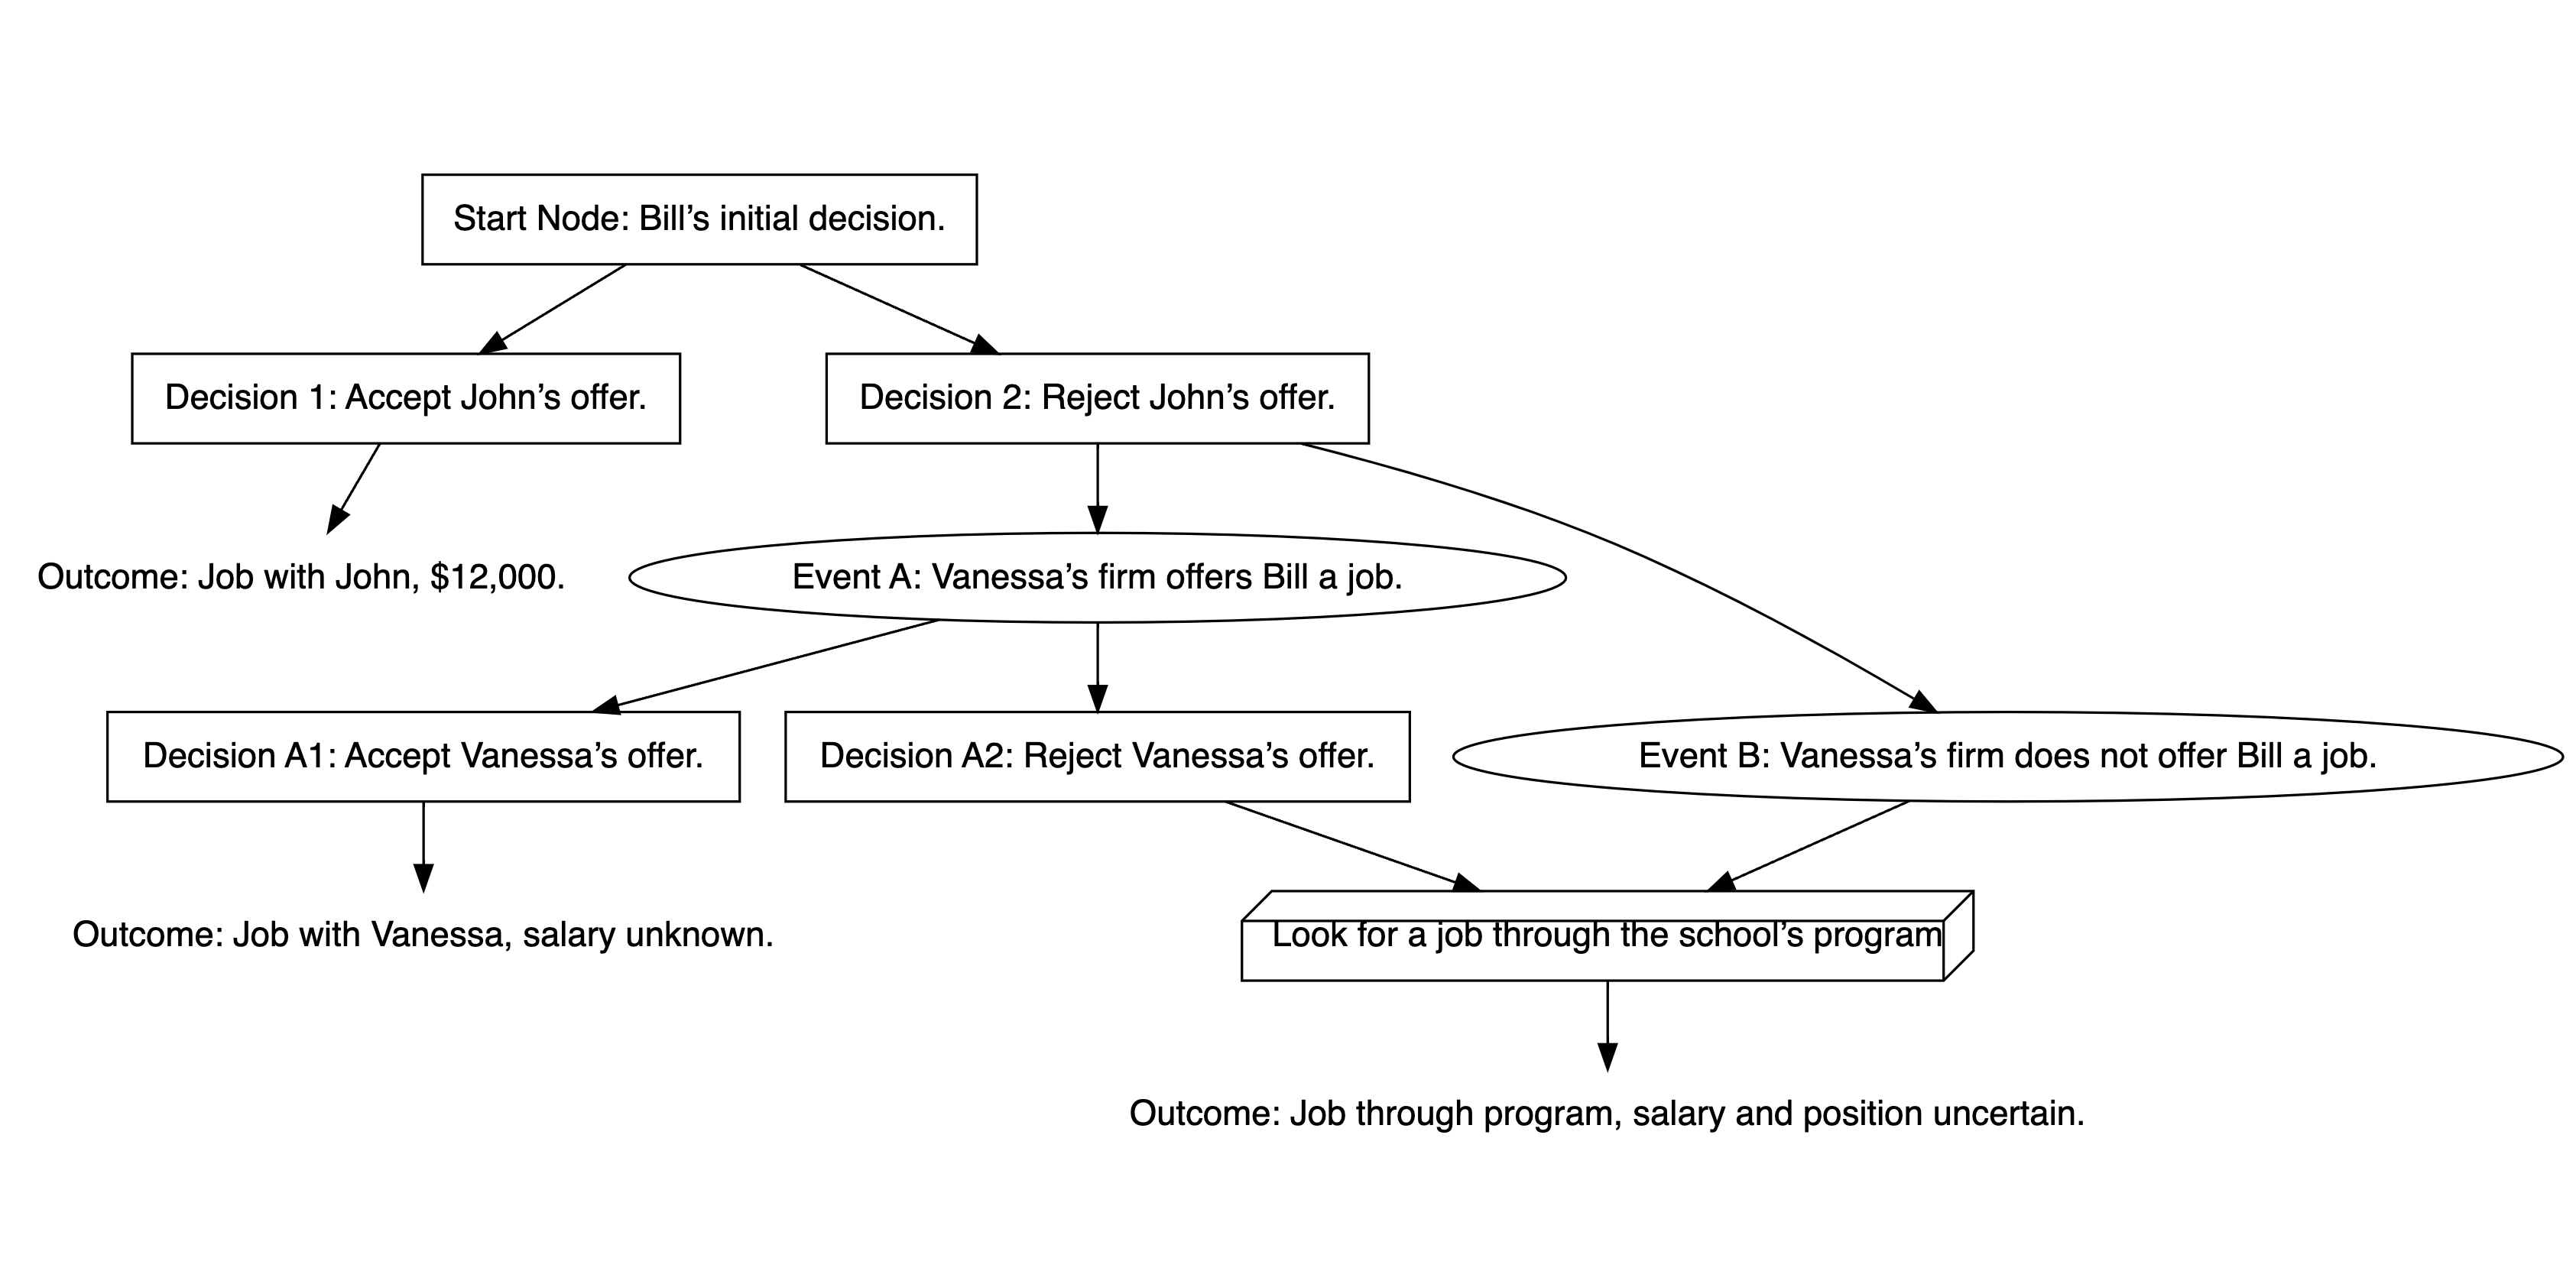 Start Node: Bill’s initial decision.
Decision 1: Accept John’s offer.
Decision 2: Reject John’s offer.
Outcome: Job with John, $12,000.
Event A: Vanessa’s firm offers Bill a job.
Decision A1: Accept Vanessa’s offer.
Decision A2: Reject Vanessa’s offer.
Event B: Vanessa’s firm does not offer Bill a job.
Outcome: Job with Vanessa, salary unknown.
Look for a job through the school’s program
Outcome: Job through program, salary and position uncertain.